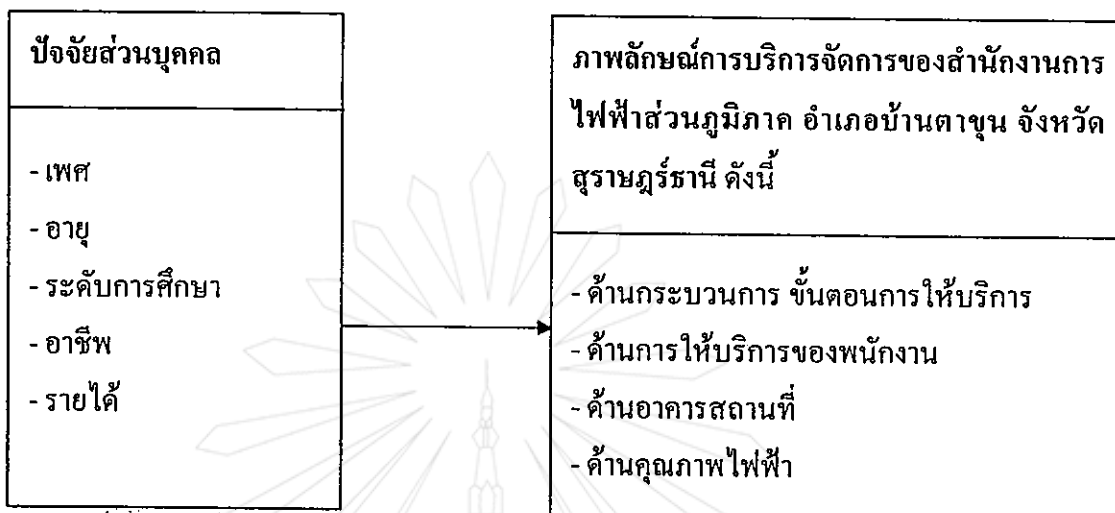 ปัจจัยส่วนบุคคล
- เพศ
- อายุ
- ระดับการศึกษา
- อาชีพ
- รายได้
ภาพลักษณ์การบริการจัดการของสำนักงานการ
ไฟฟ้าส่วนภูมิภาค อำเภอบ้านตาขุน จังหวัด
สุราษฎร์ธานี ดังนี้
- ด้านกระบวนการ ขั้นตอนการให้บริการ
- ด้านการให้บริการของพนักงาน
- ด้านอาคารสถานที่
- ด้านคุณภาพไฟฟ้า